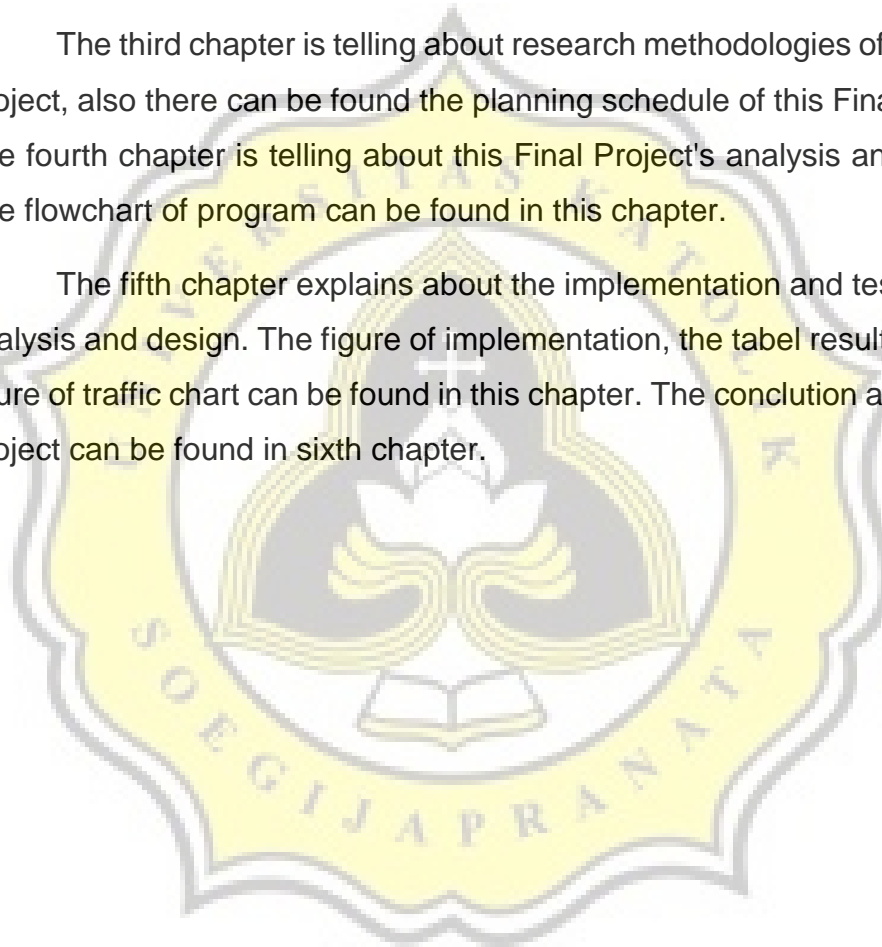 The third chapter is telling about research methodologies of
oject, also there can be found the planning schedule of this Fina
e fourth chapter is telling about this Final Project's analysis an
e flowchart of program can be found in this chapter.
The fifth chapter explains about the implementation and tes
alysis and design. The figure of implementation, the tabel result
ure of traffic chart can be found in this chapter. The conclution a
oject can be found in sixth chapter.
UNIVERSITAS KATOLIK
SOEGIJAPRANATA